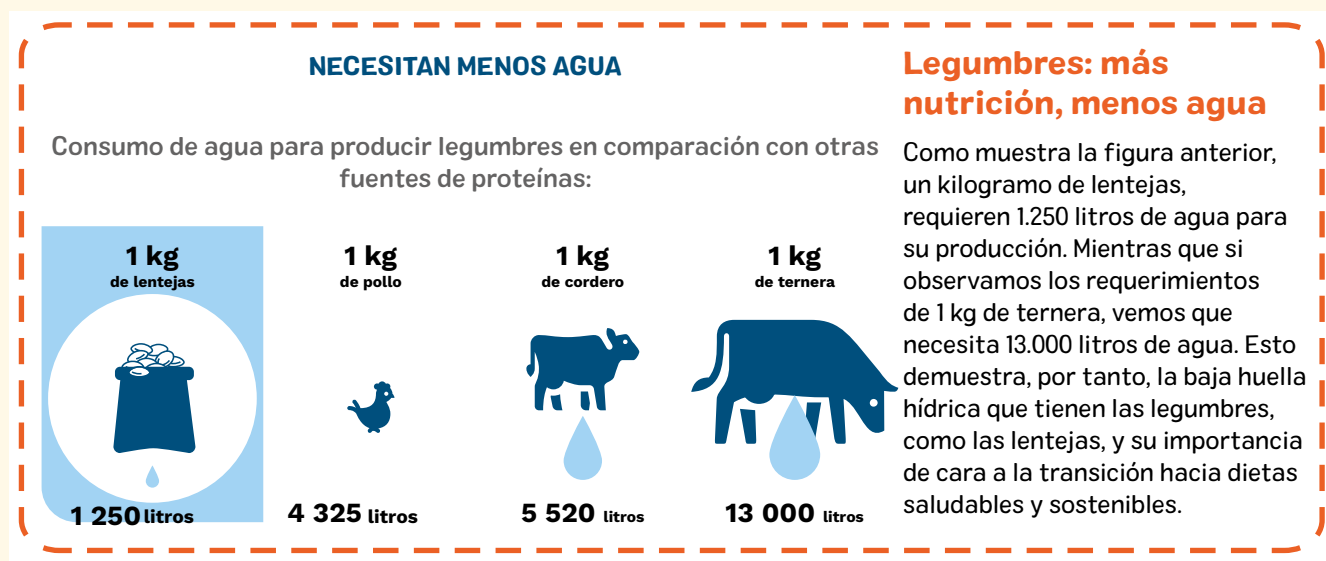 NECESITAN MENOS AGUA
Consumo de agua para producir legumbres en comparación con otras
fuentes de proteínas:
1 kg
de lentejas
1 250 litros
1 kg
de pollo
4 325 litros
1 kg
de cordero
5 520 litros
1 kg
de ternera
13 000 litros
Legumbres: más
nutrición, menos agua
Como muestra la figura anterior,
un kilogramo de lentejas,
requieren 1.250 litros de agua para
su producción. Mientras que si
observamos los requerimientos
de 1 kg de ternera, vemos que
necesita 13.000 litros de agua. Esto
demuestra, por tanto, la baja huella
hídrica que tienen las legumbres,
como las lentejas, y su importancia
de cara a la transición hacia dietas
saludables y sostenibles.